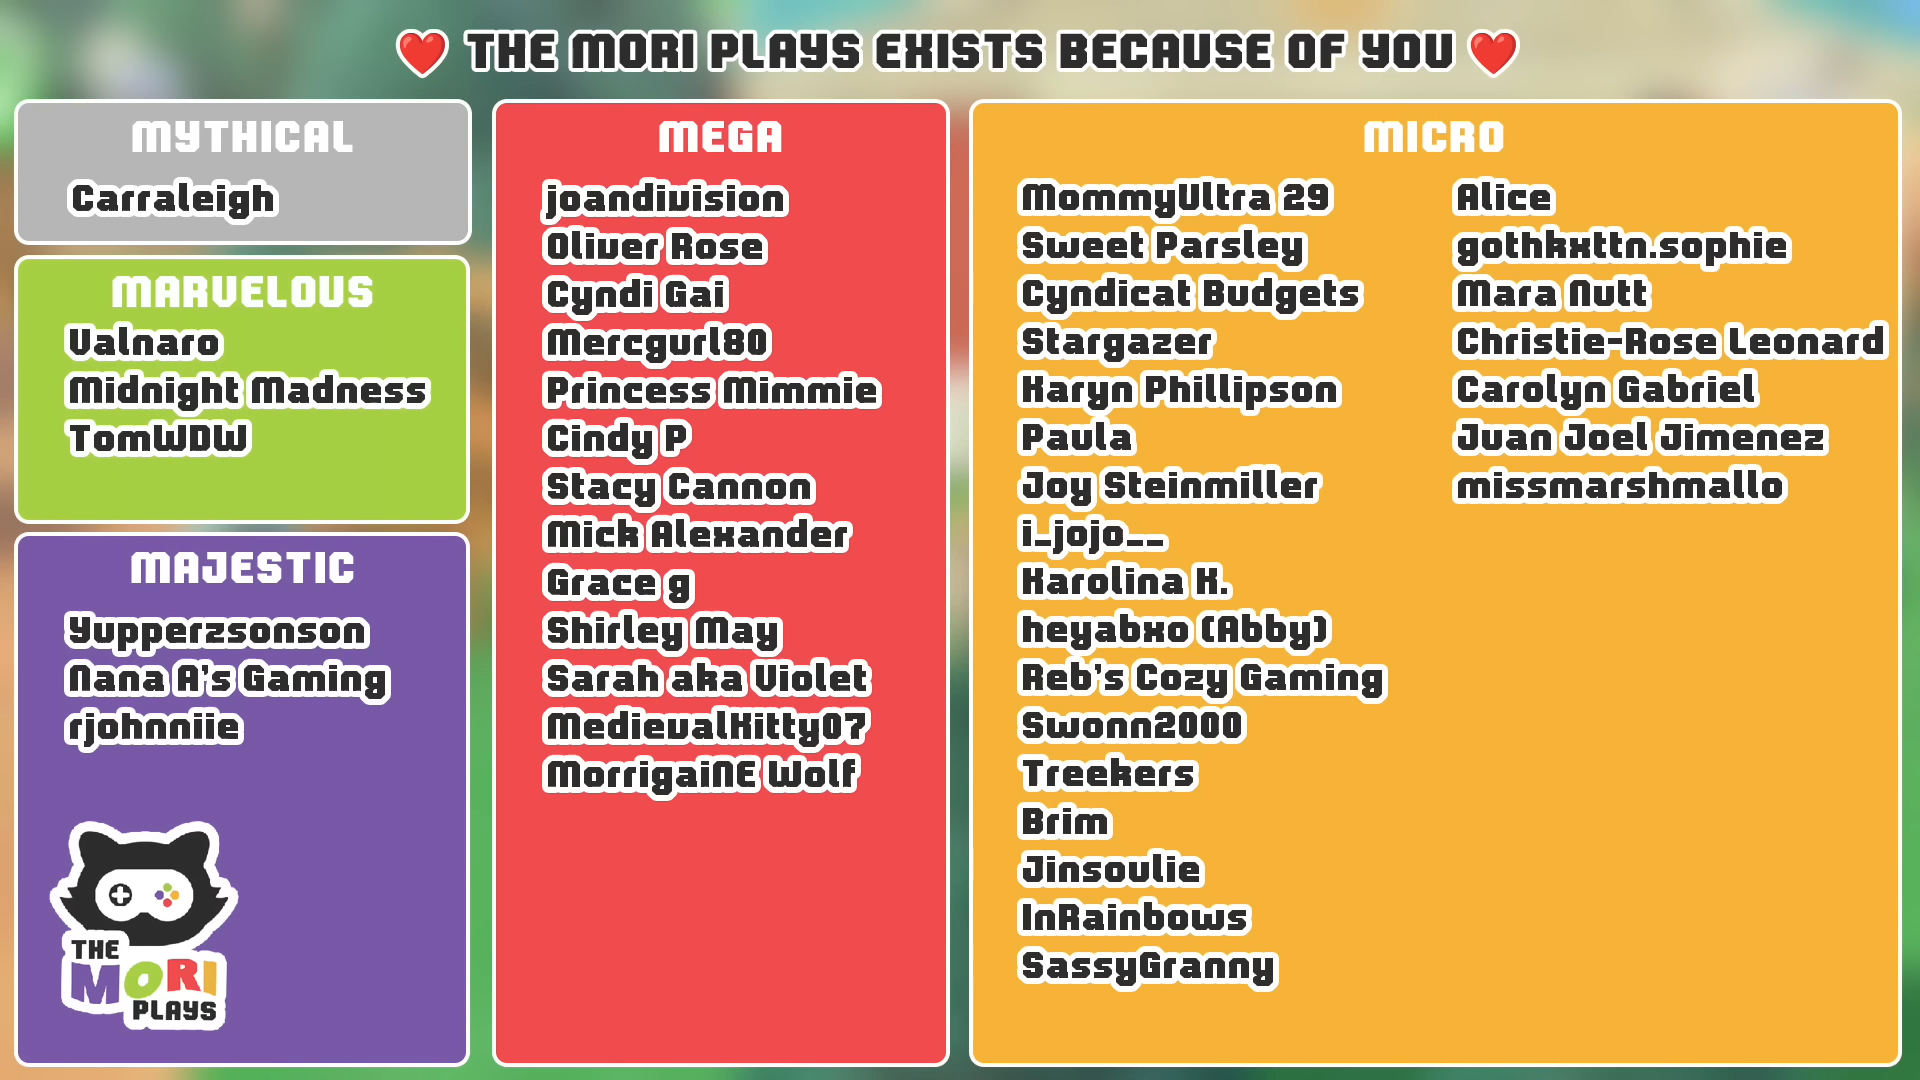 ❤️ THE MORI PLAYS EXISTS BECAUSE OF YOU ❤️
MYTHICAL
Carraleigh
MARVELOUS
Valnaro
Midnight Madness
TomWDW
MAJESTIC
Yupperzsonson
Nana A's Gaming
rjohnniie
THE
MORI
PLAYS
MEGA
joandivision
Oliver Rose
Cyndi Gai
Mercgurl80
Princess Mimmie
Cindy P
Stacy Cannon
Mick Alexander
Grace g
Shirley May
Sarah aka Violet
MedievalKitty07
MorrigaiNE Wolf
MICRO
MommyUltra 29
Sweet Parsley
Cyndicat Budgets
Stargazer
Karyn Phillipson
Paula
Joy Steinmiller
i_jojo__
Karolina K.
heyabxo (Abby)
Reb's Cozy Gaming
Swonn2000
Treekers
Brim
Jinsoulie
InRainbows
SassyGranny
Alice
gothkxttn.sophie
Mara Nutt
Christie-Rose Leonard
Carolyn Gabriel
Juan Joel Jimenez
missmarshmallo